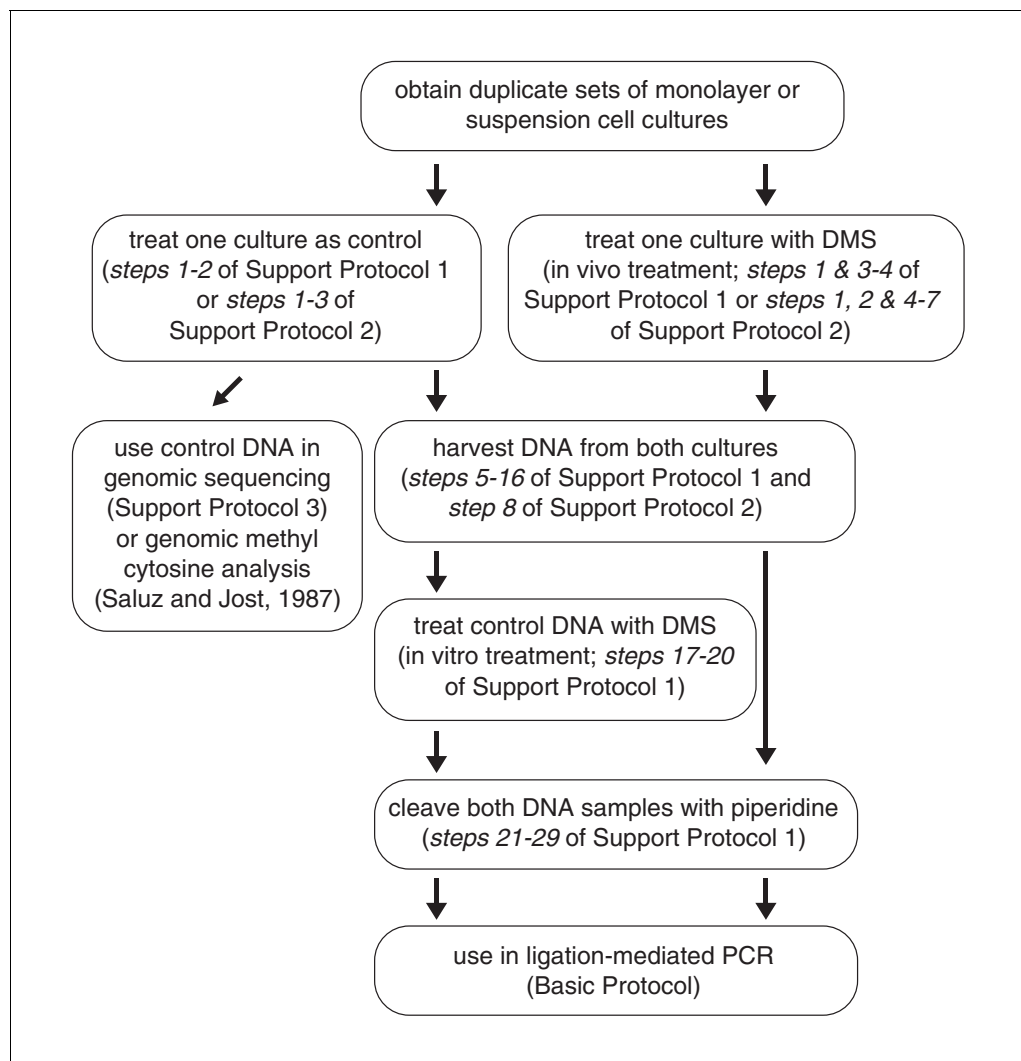 obtain duplicate sets of monolayer or
suspension cell cultures
treat one culture as control
(steps 1-2 of Support Protocol 1
or steps 1-3 of
Support Protocol 2)
treat one culture with DMS
(in vivo treatment; steps 1 & 3-4 of
Support Protocol 1 or steps 1, 2 & 4-7
of Support Protocol 2)
use control DNA in
genomic sequencing
(Support Protocol 3)
or genomic methyl
cytosine analysis
(Saluz and Jost, 1987)
harvest DNA from both cultures
(steps 5-16 of Support Protocol 1 and
step 8 of Support Protocol 2)
treat control DNA with DMS
(in vitro treatment; steps 17-20
of Support Protocol 1)
cleave both DNA samples with piperidine
(steps 21-29 of Support Protocol 1)
use in ligation-mediated PCR
(Basic Protocol)